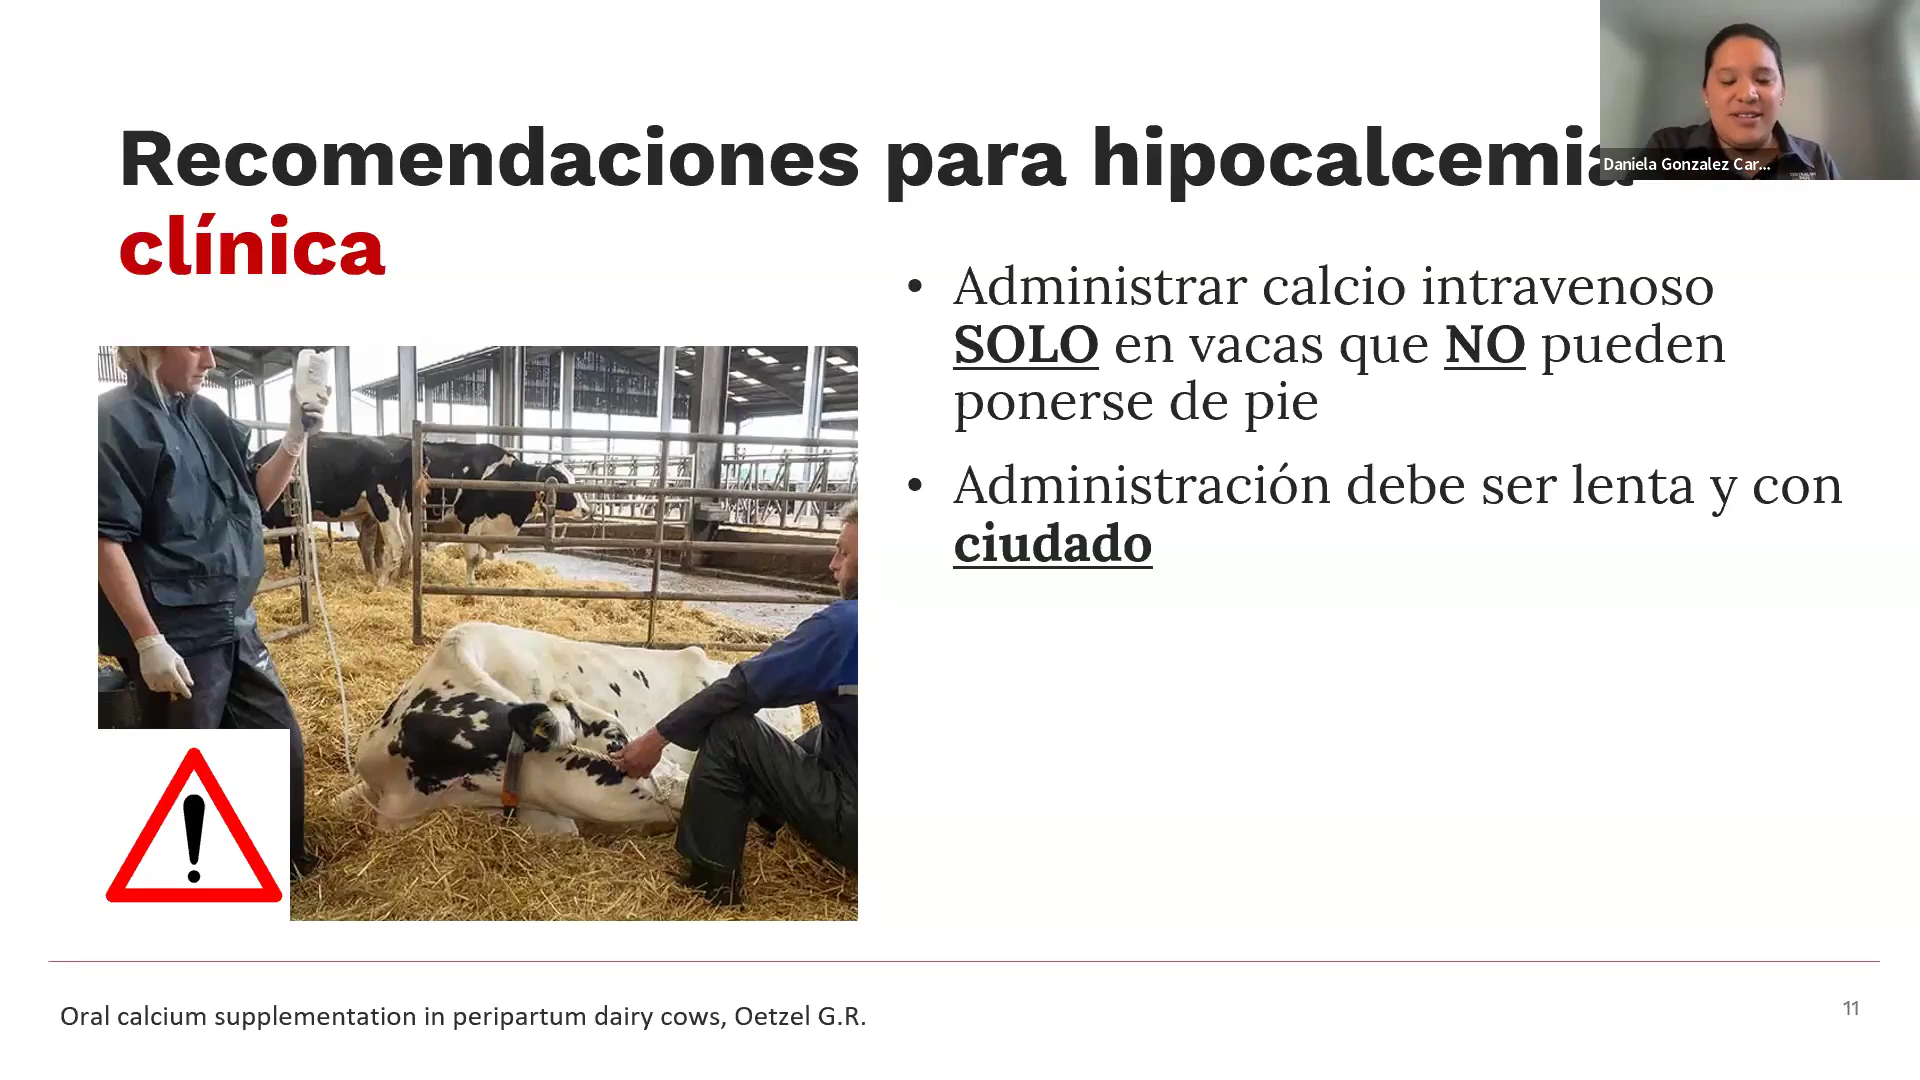 Recomendaciones para hipocalcemia
clínica
Daniela Gonzalez Car...
• Administrar calcio intravenoso
SOLO en vacas que NO pueden
ponerse de pie
• Administración debe ser lenta y con
ciudado
Oral calcium supplementation in peripartum dairy cows, Oetzel G.R.
11